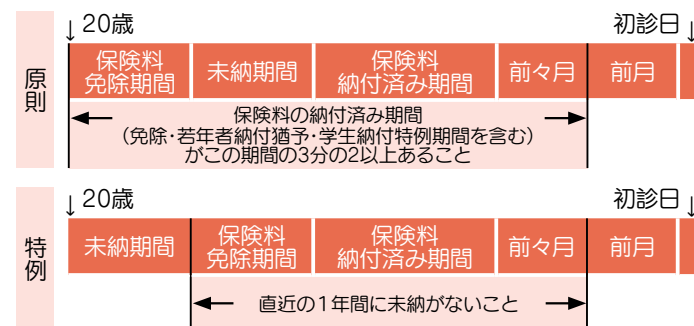 ↓20歳
初診日↓
原則
保険料
免除期間
未納期間
保険料
納付済み期間
前々月
前月
保険料の納付済み期間
（免除・若年者納付猶予・学生納付特例期間を含む）
がこの期間の3分の2以上あること
↓20歳
初診日↓
特例
未納期間
保険料
免除期間
保険料
納付済み期間
前々月
前月
直近の1年間に未納がないこと